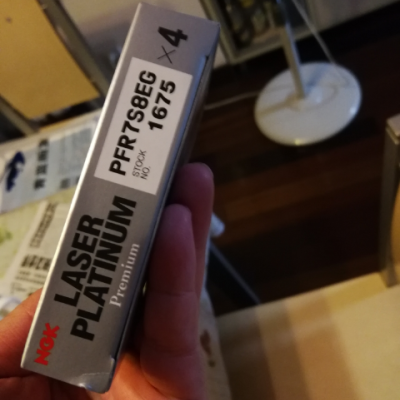 NGK
LASER
PLATINUM
Premium
PFR7S8EG
STOCK
NO.
1675
×4